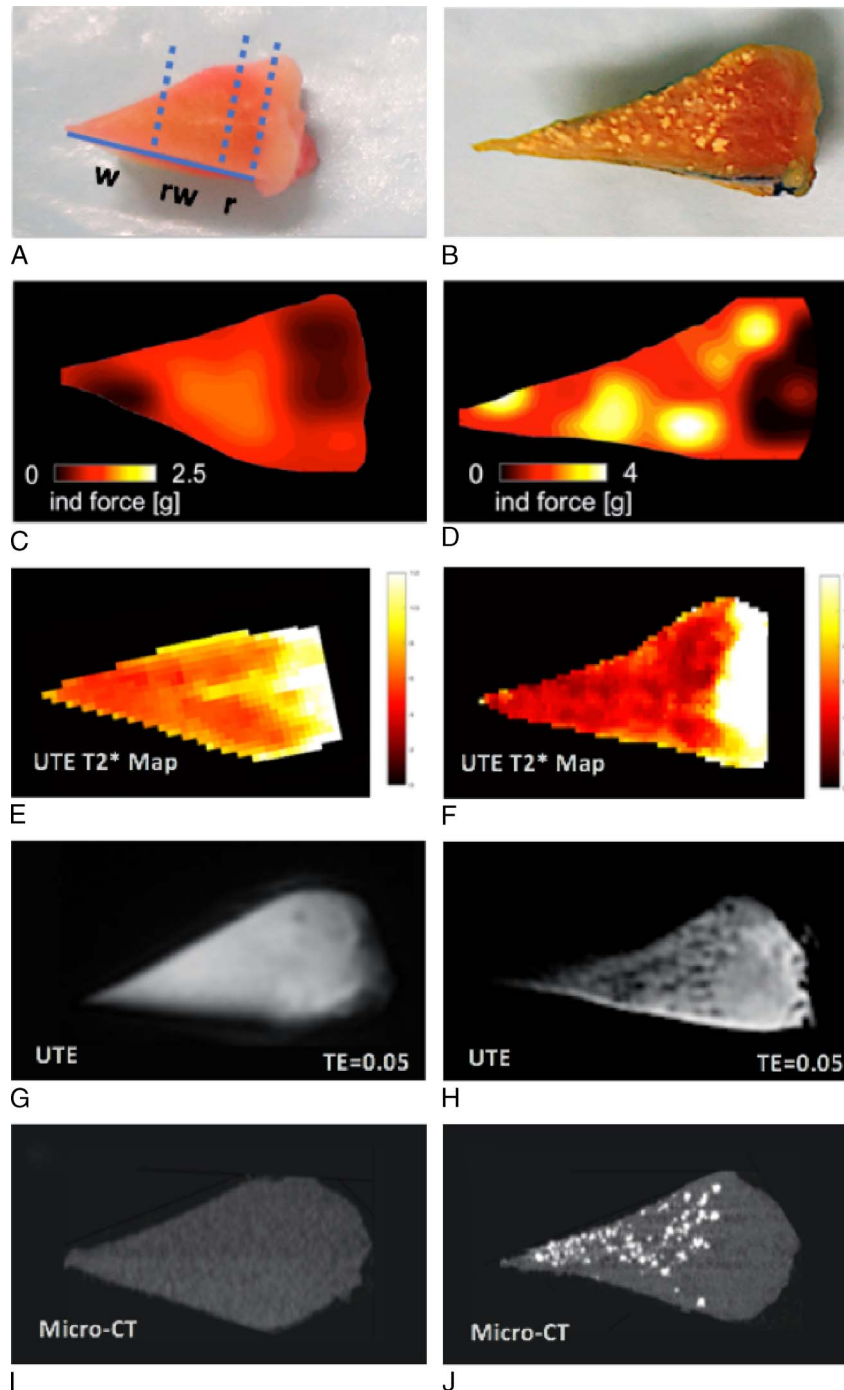 w
rw
r
A
B
0 2.5
ind force [g]
0 4
ind force [g]
C
D
UTE T2* Map
UTE T2* Map
E
F
UTE TE=0.05
UTE TE=0.05
G
H
Micro-CT
Micro-CT
I
J